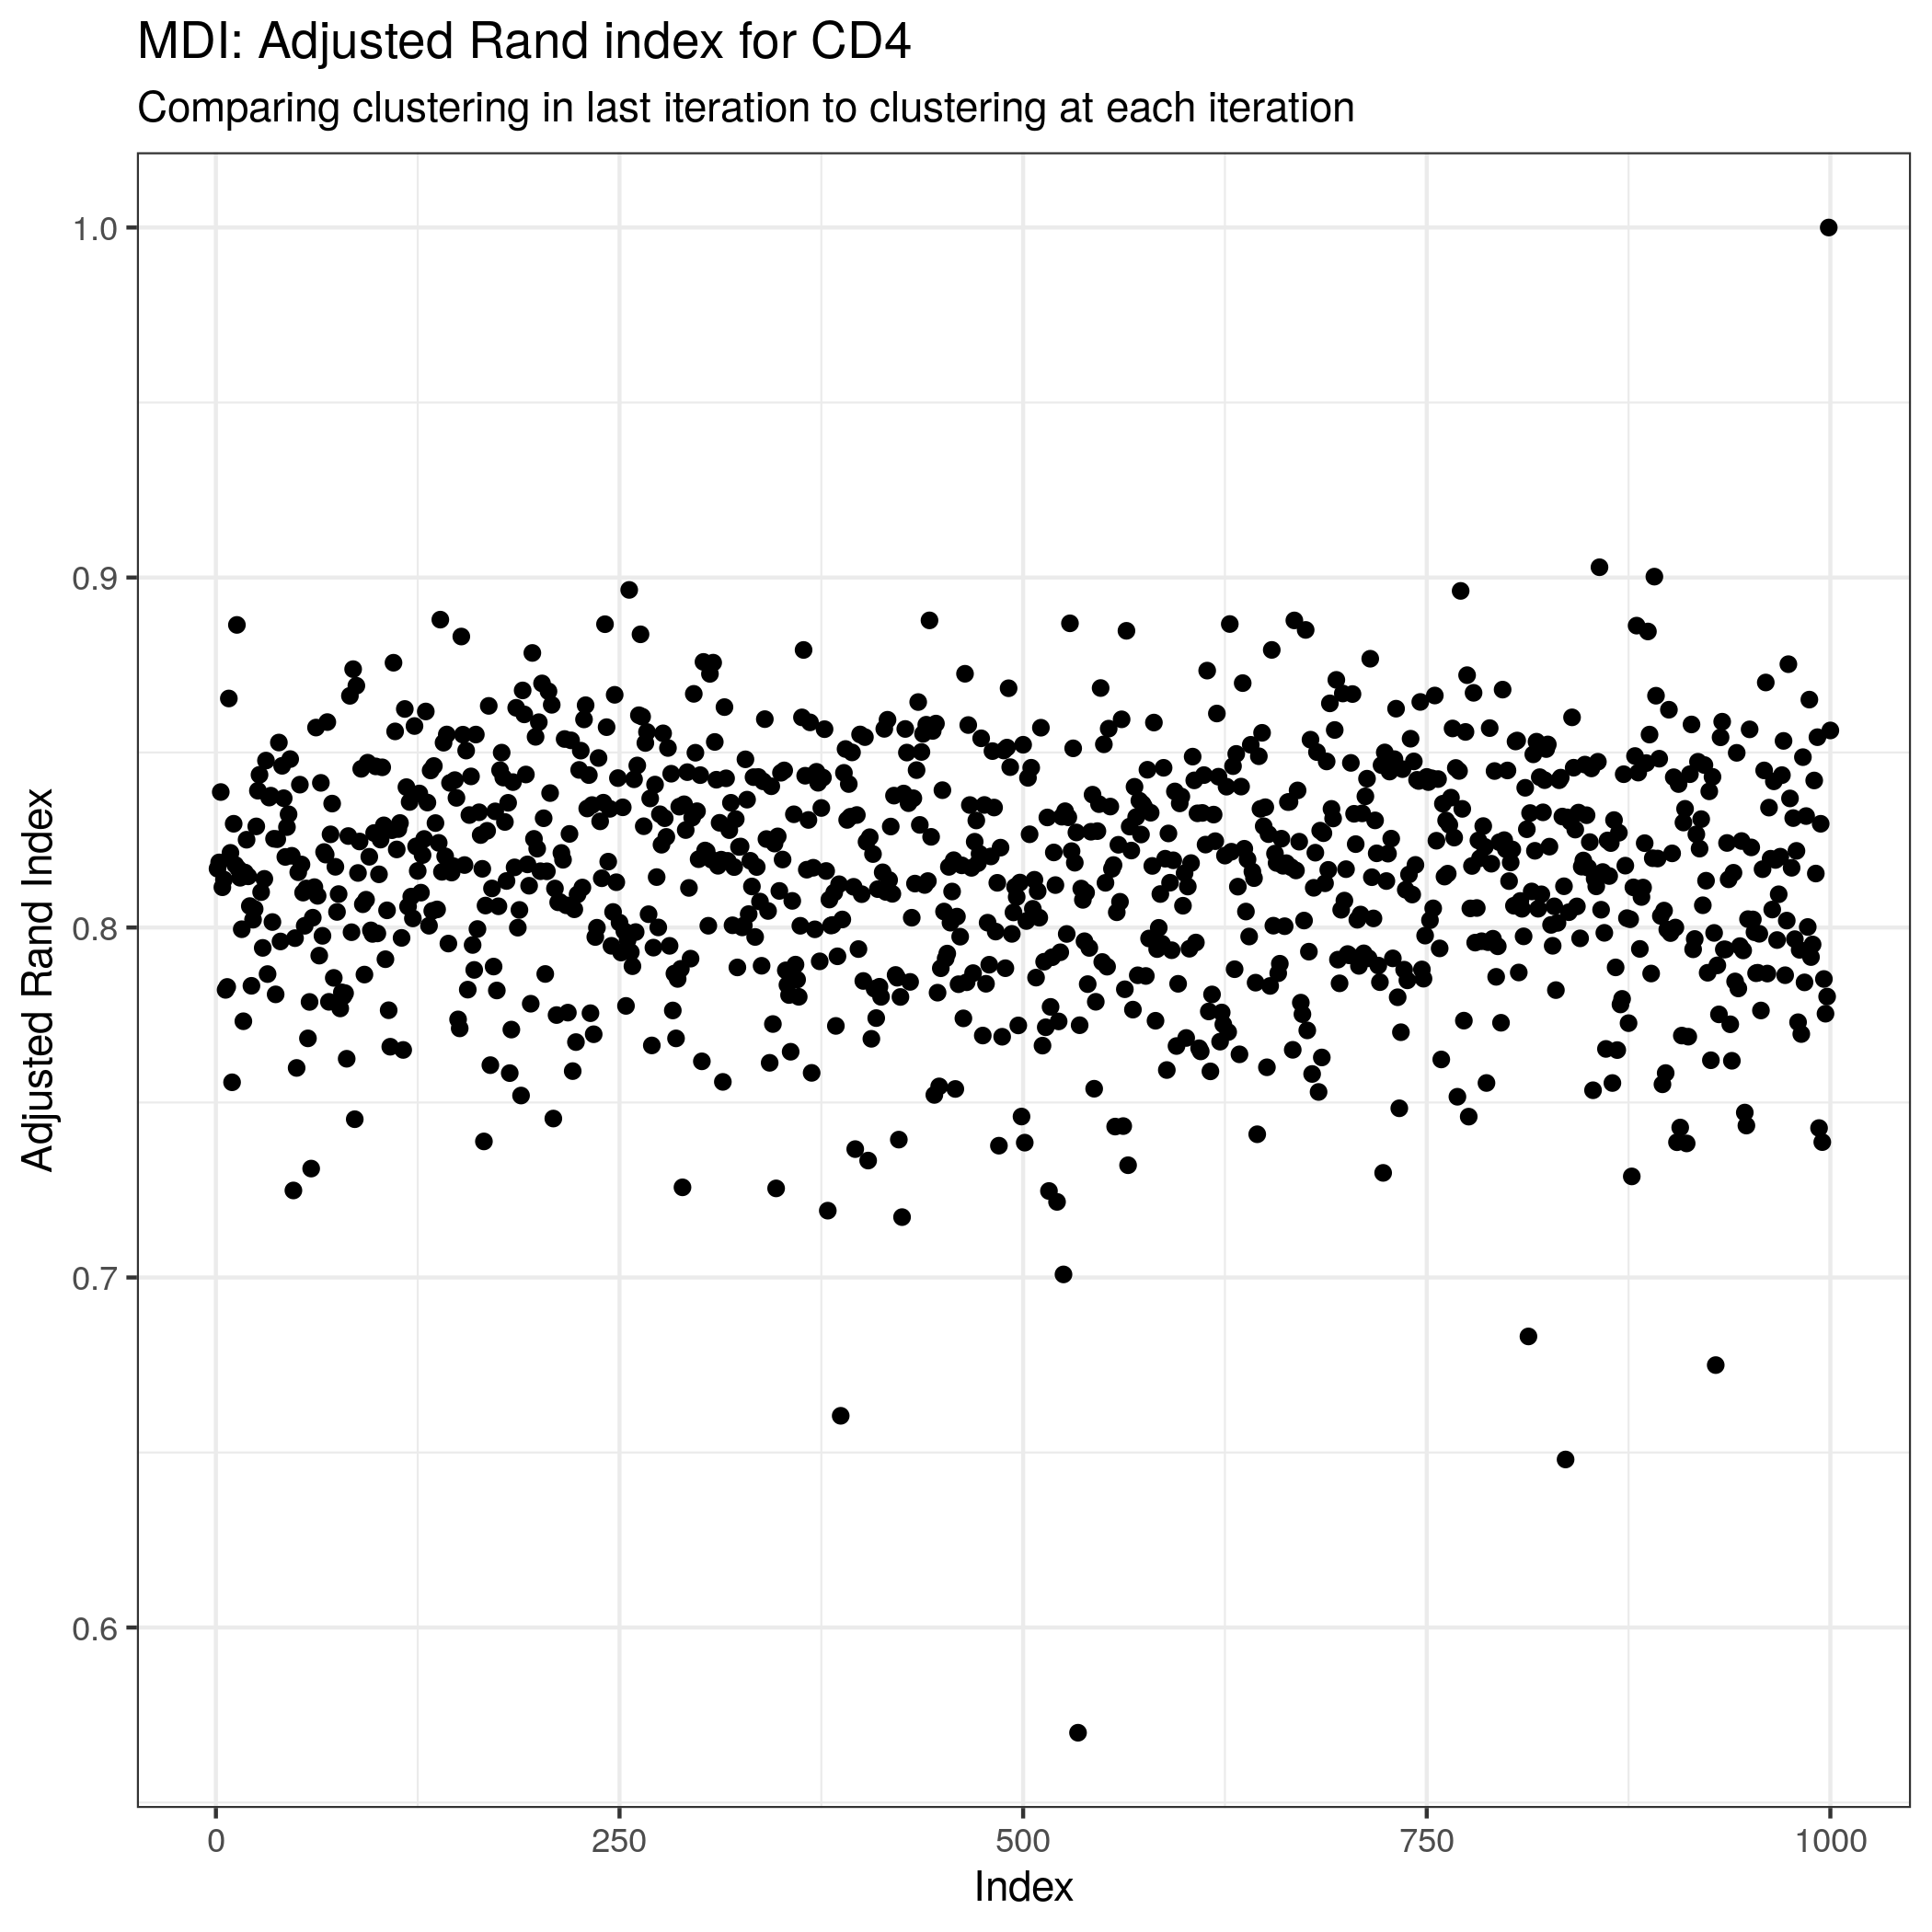 MDI: Adjusted Rand index for CD4
Comparing clustering in last iteration to clustering at each iteration
Adjusted Rand Index
1.0
0.9
0.8
0.7
0.6
0
250
500
750
1000
Index